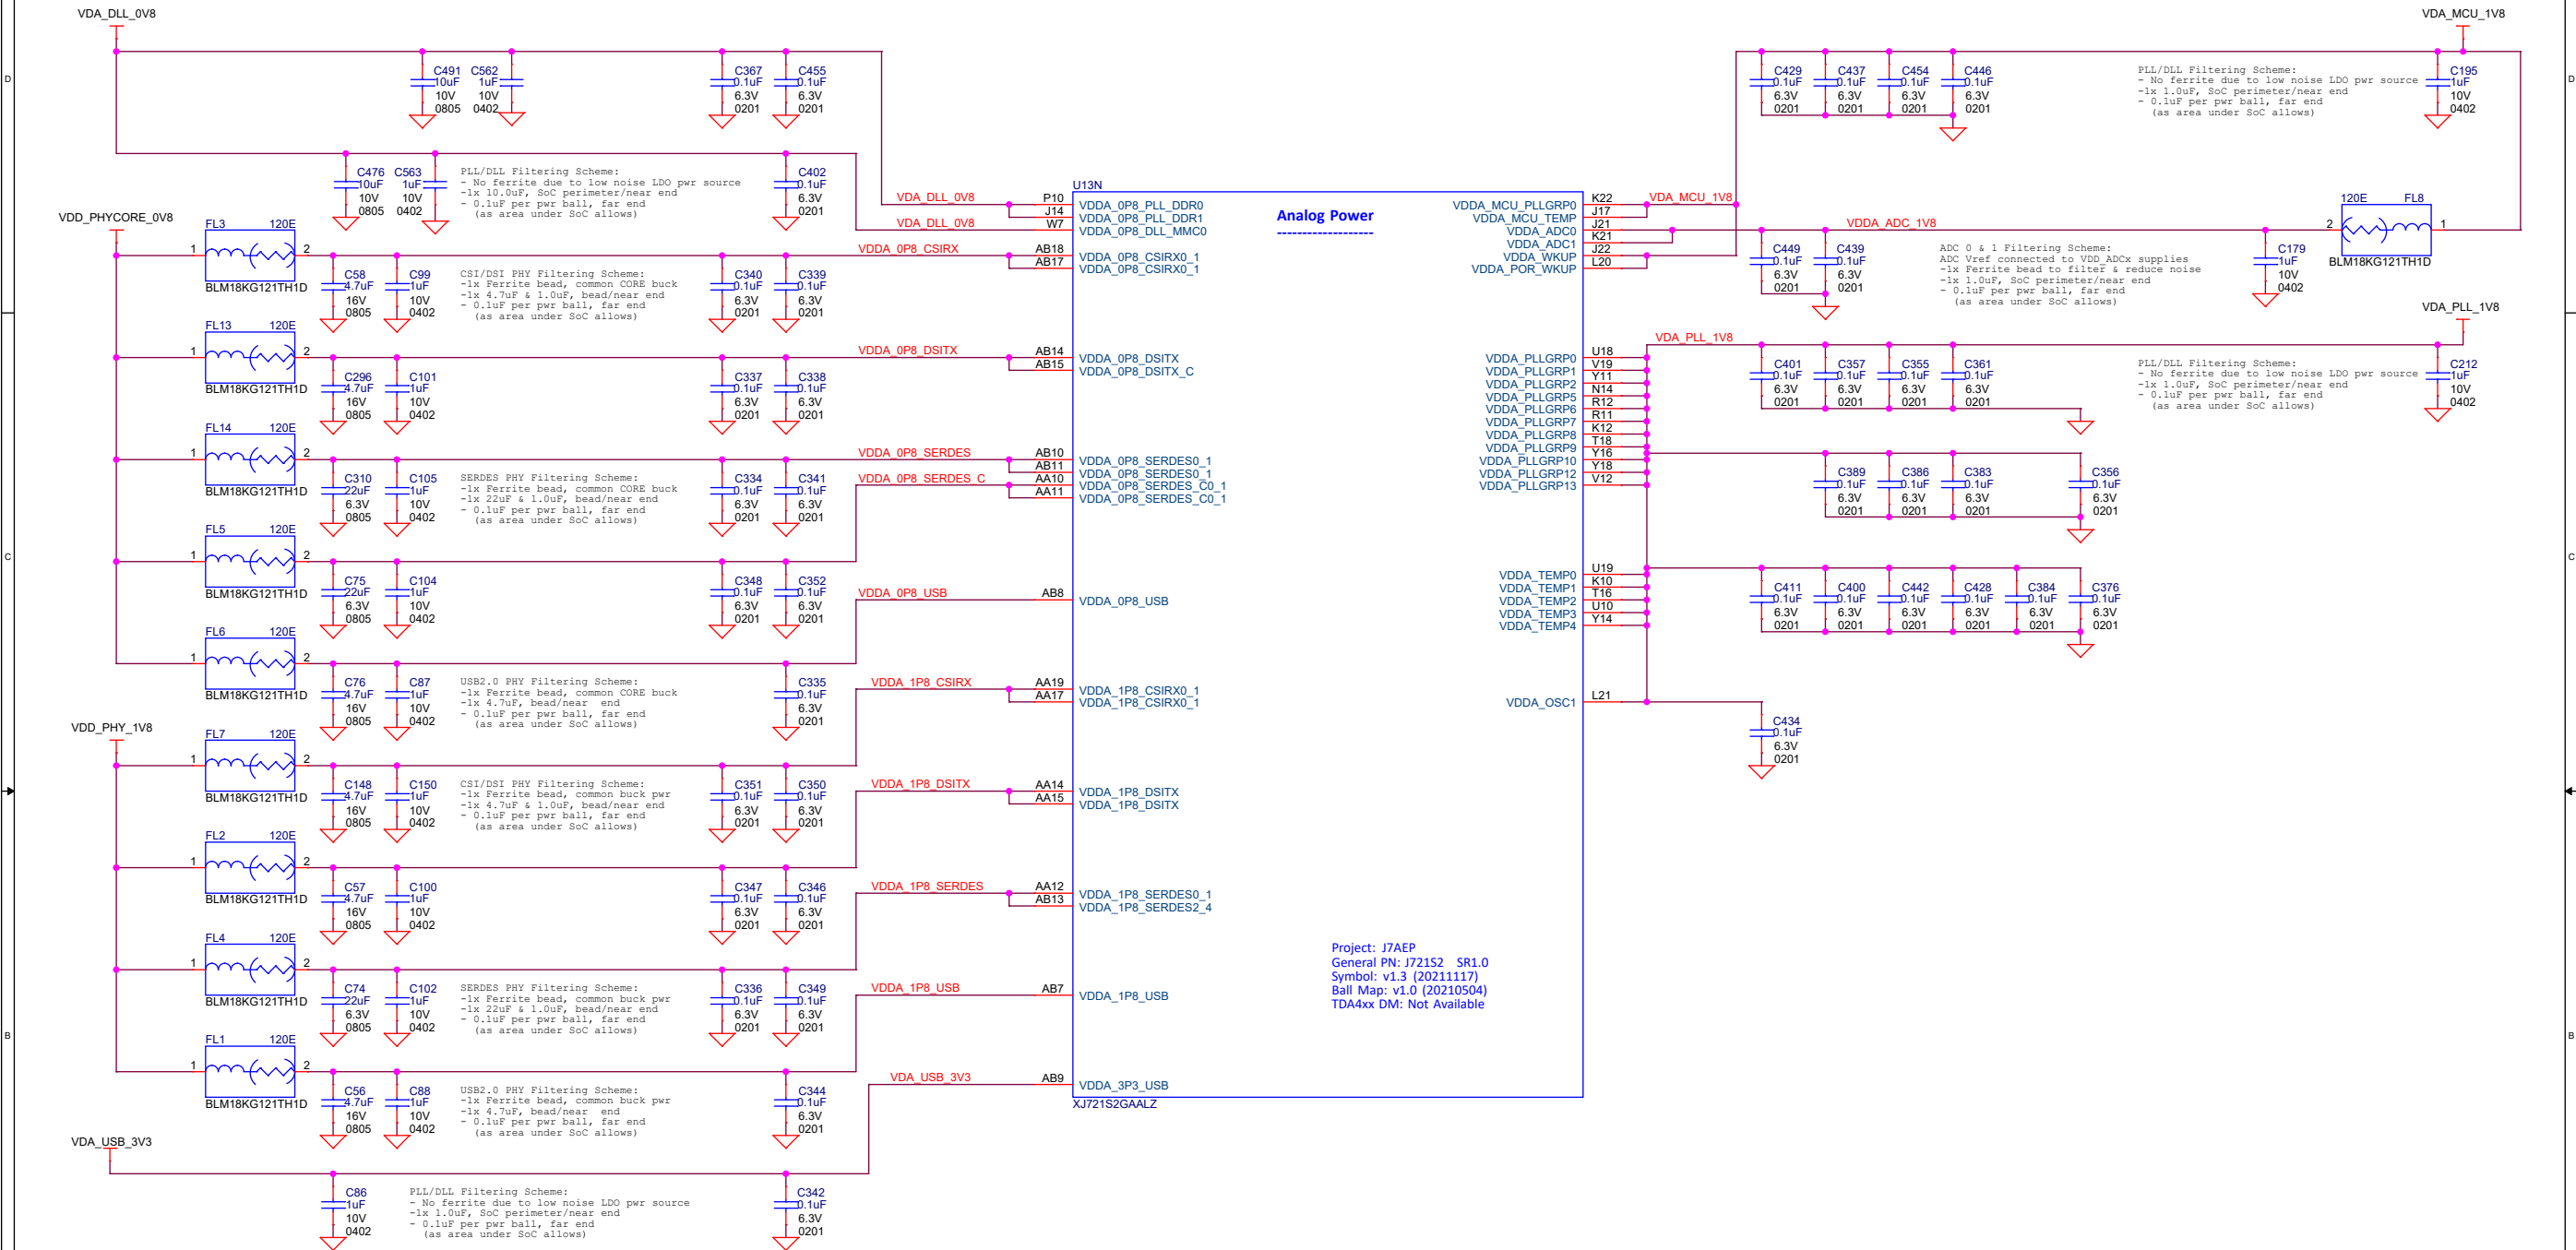 VDA_DLL_0V8
C491
10uF
10V
0805
C562
1uF
10V
0402
C367
0.1uF
6.3V
0201
C455
0.1uF
6.3V
0201
C476
10uF
10V
0805
C563
1uF
10V
0402
PLL/DLL Filtering Scheme:
- No ferrite due to low noise LDO pwr source
-1x 10.0uF, SoC perimeter/near end
- 0.1uF per pwr ball, far end
(as area under SoC allows)
C402
0.1uF
6.3V
0201
VDD_PHYCORE_0V8
FL3 120E
1 2
BLM18KG121TH1D
C58
4.7uF
16V
0805
C99
1uF
10V
0402
CSI/DSI PHY Filtering Scheme:
-1x Ferrite bead, common CORE buck
-1x 4.7uF & 1.0uF, bead/near end
- 0.1uF per pwr ball, far end
(as area under SoC allows)
C340
0.1uF
6.3V
0201
C339
0.1uF
6.3V
0201
FL13 120E
1 2
BLM18KG121TH1D
C296
4.7uF
16V
0805
C101
1uF
10V
0402
C337
0.1uF
6.3V
0201
C338
0.1uF
6.3V
0201
FL14 120E
1 2
BLM18KG121TH1D
C310
22uF
6.3V
0805
C105
1uF
10V
0402
SERDES PHY Filtering Scheme:
-1x Ferrite bead, common CORE buck
-1x 22uF & 1.0uF, bead/near end
- 0.1uF per pwr ball, far end
(as area under SoC allows)
C334
0.1uF
6.3V
0201
C341
0.1uF
6.3V
0201
FL5 120E
1 2
BLM18KG121TH1D
C75
22uF
6.3V
0805
C104
1uF
10V
0402
C348
0.1uF
6.3V
0201
C352
0.1uF
6.3V
0201
FL6 120E
1 2
BLM18KG121TH1D
C76
4.7uF
16V
0805
C87
1uF
10V
0402
USB2.0 PHY Filtering Scheme:
-1x Ferrite bead, common CORE buck
-1x 4.7uF, bead/near end
- 0.1uF per pwr ball, far end
(as area under SoC allows)
C335
0.1uF
6.3V
0201
VDD_PHY_1V8
FL7 120E
1 2
BLM18KG121TH1D
C148
4.7uF
16V
0805
C150
1uF
10V
0402
CSI/DSI PHY Filtering Scheme:
-1x Ferrite bead, common buck pwr
-1x 4.7uF & 1.0uF, bead/near end
- 0.1uF per pwr ball, far end
(as area under SoC allows)
C351
0.1uF
6.3V
0201
C350
0.1uF
6.3V
0201
FL2 120E
1 2
BLM18KG121TH1D
C57
4.7uF
16V
0805
C100
1uF
10V
0402
C347
0.1uF
6.3V
0201
C346
0.1uF
6.3V
0201
FL4 120E
1 2
BLM18KG121TH1D
C74
22uF
6.3V
0805
C102
1uF
10V
0402
SERDES PHY Filtering Scheme:
-1x Ferrite bead, common buck pwr
-1x 22uF & 1.0uF, bead/near end
- 0.1uF per pwr ball, far end
(as area under SoC allows)
C336
0.1uF
6.3V
0201
C349
0.1uF
6.3V
0201
FL1 120E
1 2
BLM18KG121TH1D
C56
4.7uF
16V
0805
C88
1uF
10V
0402
USB2.0 PHY Filtering Scheme:
-1x Ferrite bead, common buck pwr
-1x 4.7uF, bead/near end
- 0.1uF per pwr ball, far end
(as area under SoC allows)
C344
0.1uF
6.3V
0201
VDA_USB_3V3
C86
1uF
10V
0402
PLL/DLL Filtering Scheme:
- No ferrite due to low noise LDO pwr source
-1x 1.0uF, SoC perimeter/near end
- 0.1uF per pwr ball, far end
(as area under SoC allows)
C342
0.1uF
6.3V
0201
U13N
Analog Power
-------------------
VDA_DLL_0V8 P10 VDDA_0P8_PLL_DDR0
J14 VDDA_0P8_PLL_DDR1
VDA_DLL_0V8 W7 VDDA_0P8_DLL_MMC0
VDDA_0P8_CSIRX AB18 VDDA_0P8_CSIRX0_1
AB17 VDDA_0P8_CSIRX0_1
VDDA_0P8_DSITX AB14 VDDA_0P8_DSITX
AB15 VDDA_0P8_DSITX_C
VDDA_0P8_SERDES AB10 VDDA_0P8_SERDES0_1
AB11 VDDA_0P8_SERDES0_1
VDDA_0P8_SERDES_C AA10 VDDA_0P8_SERDES_C0_1
AA11 VDDA_0P8_SERDES_C0_1
VDDA_0P8_USB AB8 VDDA_0P8_USB
VDDA_1P8_CSIRX AA19 VDDA_1P8_CSIRX0_1
AA17 VDDA_1P8_CSIRX0_1
VDDA_1P8_DSITX AA14 VDDA_1P8_DSITX
AA15 VDDA_1P8_DSITX
VDDA_1P8_SERDES AA12 VDDA_1P8_SERDES0_1
AB13 VDDA_1P8_SERDES2_4
VDDA_1P8_USB AB7 VDDA_1P8_USB
VDA_USB_3V3 AB9 VDDA_3P3_USB
XJ721S2GAALZ
VDDA_MCU_PLLGRP0 K22 VDA_MCU_1V8
VDDA_MCU_TEMP J17
VDDA_ADC0 J21 VDDA_ADC_1V8
VDDA_ADC1 K21
VDDA_WKUP J22
VDDA_POR_WKUP L20
VDDA_PLLGRP0 U18 VDA_PLL_1V8
VDDA_PLLGRP1 V19
VDDA_PLLGRP2 Y11
VDDA_PLLGRP5 N14
VDDA_PLLGRP6 R12
VDDA_PLLGRP7 R11
VDDA_PLLGRP8 K12
VDDA_PLLGRP9 T18
VDDA_PLLGRP10 Y16
VDDA_PLLGRP12 Y18
VDDA_PLLGRP13 V12
VDDA_TEMP0 U19
VDDA_TEMP1 K10
VDDA_TEMP2 T16
VDDA_TEMP3 U10
VDDA_TEMP4 Y14
VDDA_OSC1 L21
Project: J7AEP
General PN: J721S2 SR1.0
Symbol: v1.3 (20211117)
Ball Map: v1.0 (20210504)
TDA4xx DM: Not Available
VDA_MCU_1V8
C429
0.1uF
6.3V
0201
C437
0.1uF
6.3V
0201
C454
0.1uF
6.3V
0201
C446
0.1uF
6.3V
0201
PLL/DLL Filtering Scheme:
- No ferrite due to low noise LDO pwr source
-1x 1.0uF, SoC perimeter/near end
- 0.1uF per pwr ball, far end
(as area under SoC allows)
C195
1uF
10V
0402
C449
0.1uF
6.3V
0201
C439
0.1uF
6.3V
0201
ADC 0 & 1 Filtering Scheme:
ADC Vref connected to VDD_ADCx supplies
-1x Ferrite bead to filter & reduce noise
-1x 1.0uF, SoC perimeter/near end
- 0.1uF per pwr ball, far end
(as area under SoC allows)
C179
1uF
10V
0402
120E FL8
2 1
BLM18KG121TH1D
VDA_PLL_1V8
C401
0.1uF
6.3V
0201
C357
0.1uF
6.3V
0201
C355
0.1uF
6.3V
0201
C361
0.1uF
6.3V
0201
PLL/DLL Filtering Scheme:
- No ferrite due to low noise LDO pwr source
-1x 1.0uF, SoC perimeter/near end
- 0.1uF per pwr ball, far end
(as area under SoC allows)
C212
1uF
10V
0402
C389
0.1uF
6.3V
0201
C386
0.1uF
6.3V
0201
C383
0.1uF
6.3V
0201
C356
0.1uF
6.3V
0201
C411
0.1uF
6.3V
0201
C400
0.1uF
6.3V
0201
C442
0.1uF
6.3V
0201
C428
0.1uF
6.3V
0201
C384
0.1uF
6.3V
0201
C376
0.1uF
6.3V
0201
C434
0.1uF
6.3V
0201
D
C
B
D
C
B